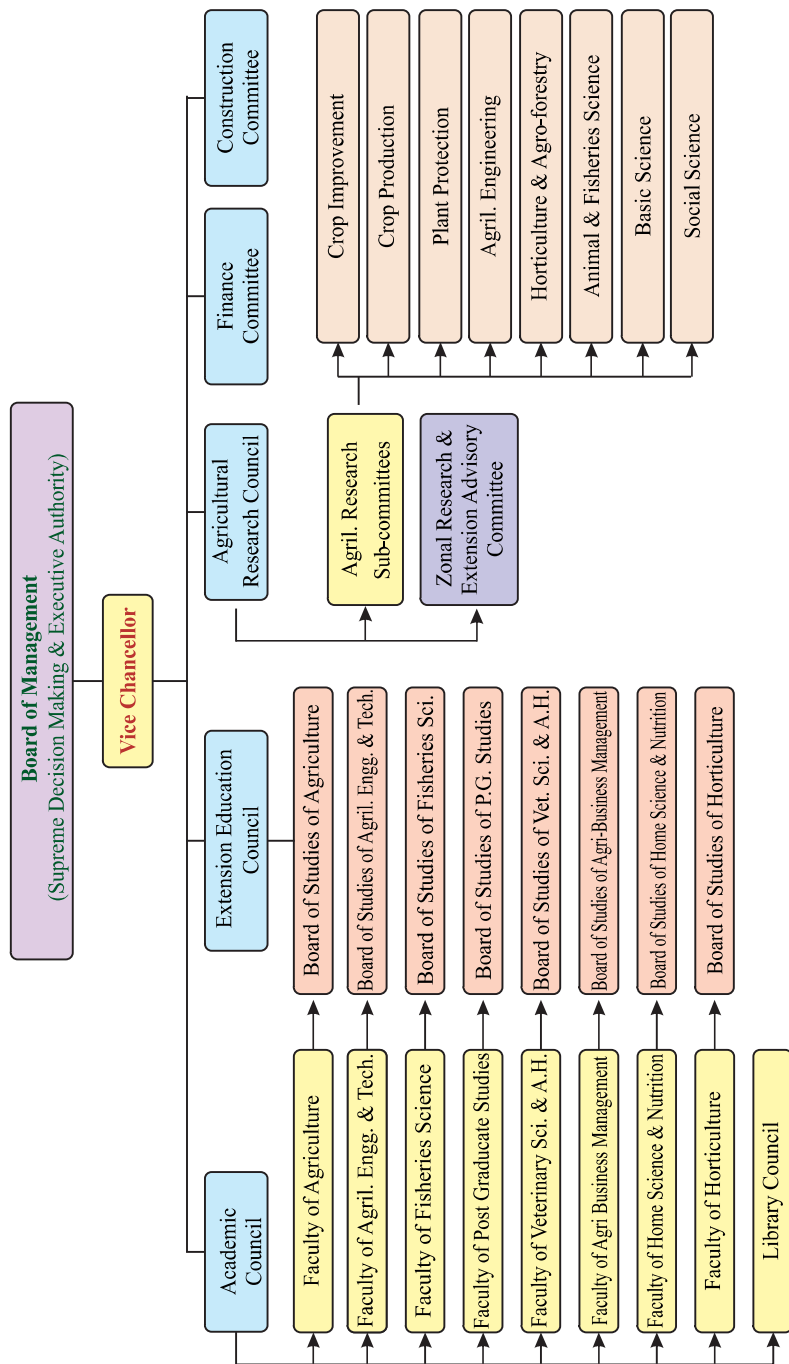 Board of Management
(Supreme Decision Making & Executive Authority)
Vice Chancellor
Academic
Council
Extension Education
Council
Agricultural
Research Council
Finance
Committee
Construction
Committee
Faculty of Agriculture
Faculty of Agril. Engg. & Tech.
Faculty of Fisheries Science
Faculty of Post Graducate Studies
Faculty of Veterinary Sci. & A.H.
Faculty of Agri Business Management
Faculty of Home Science & Nutrition
Faculty of Horticulture
Library Council
Board of Studies of Agriculture
Board of Studies of Agril. Engg. & Tech.
Board of Studies of Fisheries Sci.
Board of Studies of P.G. Studies
Board of Studies of Vet. Sci. & A.H.
Board of Studies of Agri-Business Management
Board of Studies of Home Science & Nutrition
Board of Studies of Horticulture
Agril. Research
Sub-committees
Zonal Research &
Extension Advisory
Committee
Crop Improvement
Crop Production
Plant Protection
Agril. Engineering
Horticulture & Agro-forestry
Animal & Fisheries Science
Basic Science
Social Science